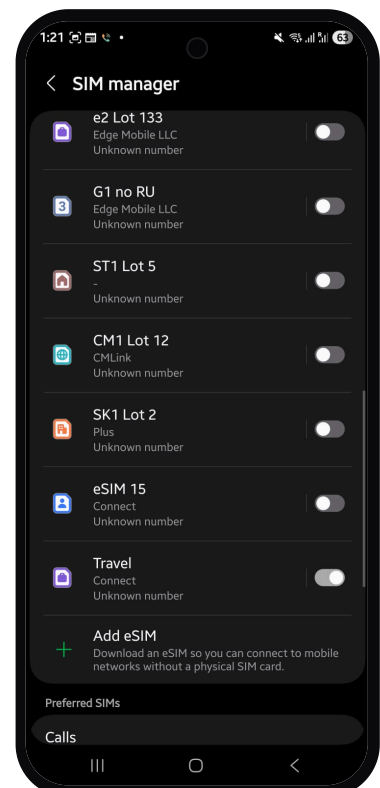 1:21
63
SIM manager
e2 Lot 133
Edge Mobile LLC
Unknown number
3
G1 no RU
Edge Mobile LLC
Unknown number
ST1 Lot 5
-
Unknown number
CM1 Lot 12
CMLink
Unknown number
SK1 Lot 2
Plus
Unknown number
eSIM 15
Connect
Unknown number
Travel
Connect
Unknown number
Add eSIM
Download an eSIM so you can connect to mobile
networks without a physical SIM card.
Preferred SIMs
Calls